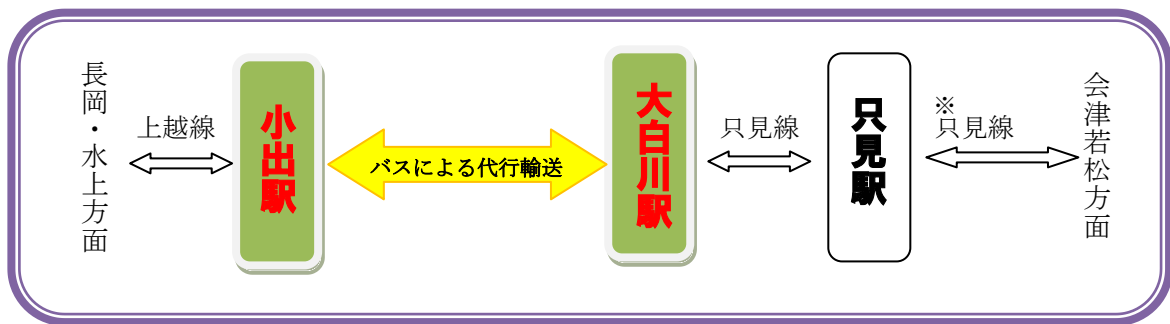 長岡・水上方面
上越線
小出駅
バスによる代行輸送
大白川駅
只見線
只見駅
※
只見線
会津若松方面